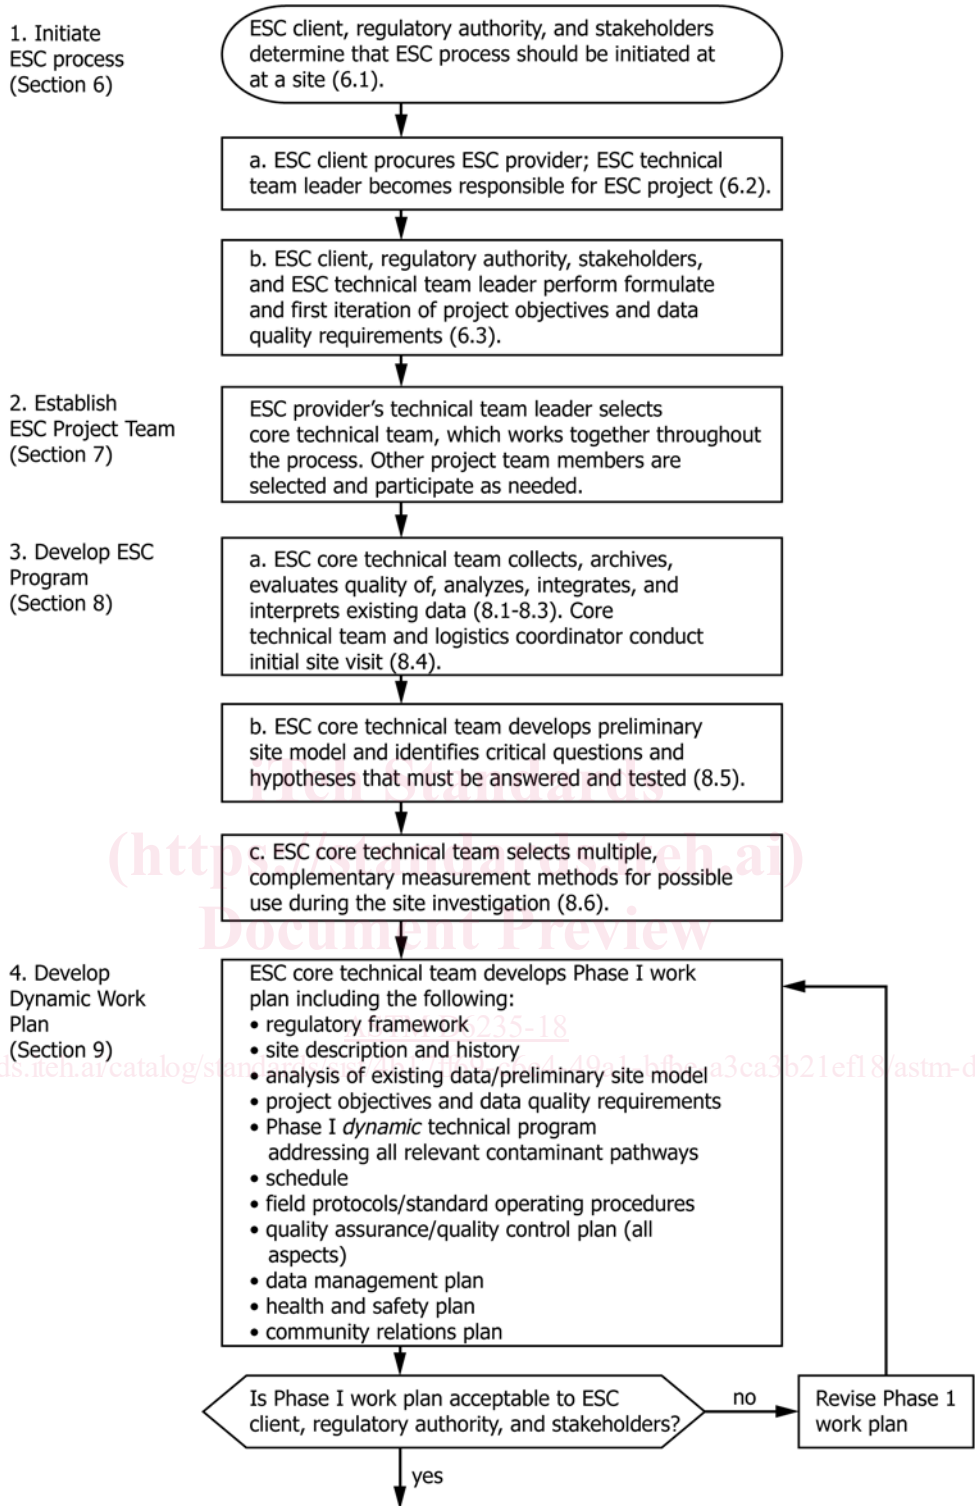 1. Initiate
ESC process
(Section 6)
ESC client, regulatory authority, and stakeholders
determine that ESC process should be initiated at
at a site (6.1).
a. ESC client procures ESC provider; ESC technical
team leader becomes responsible for ESC project (6.2).
b. ESC client, regulatory authority, stakeholders,
and ESC technical team leader perform formulate
and first iteration of project objectives and data
quality requirements (6.3).
2. Establish
ESC Project Team
(Section 7)
ESC provider's technical team leader selects
core technical team, which works together throughout
the process. Other project team members are
selected and participate as needed.
3. Develop ESC
Program
(Section 8)
a. ESC core technical team collects, archives,
evaluates quality of, analyzes, integrates, and
interprets existing data (8.1-8.3). Core
technical team and logistics coordinator conduct
initial site visit (8.4).
b. ESC core technical team develops preliminary
site model and identifies critical questions and
hypotheses that must be answered and tested (8.5).
iTeh Standards
(https://standards.iteh.ai)
Document Preview
c. ESC core technical team selects multiple,
complementary measurement methods for possible
use during the site investigation (8.6).
4. Develop
Dynamic Work
Plan
(Section 9)
ESC core technical team develops Phase I work
plan including the following:
• regulatory framework
• site description and history
• analysis of existing data/preliminary site model
• project objectives and data quality requirements
• Phase I dynamic technical program
addressing all relevant contaminant pathways
• schedule
• field protocols/standard operating procedures
• quality assurance/quality control plan (all
aspects)
• data management plan
• health and safety plan
• community relations plan
ASTM D6235-18
Is Phase I work plan acceptable to ESC
client, regulatory authority, and stakeholders?
no
Revise Phase 1
work plan
yes